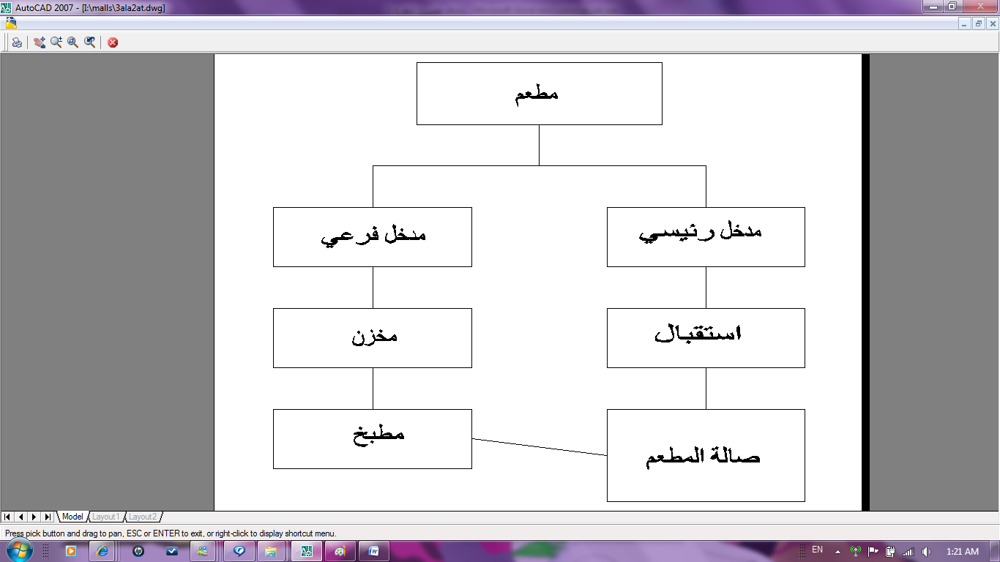 AutoCAD 2007 - [I:\malls\3ala2at.dwg]
مطعم
مدخل رئيسي
مدخل فرعي
استقبال
مخزن
مطبخ
صالة المطعم
Model
Layout1
Layout2
Press pick button and drag to pan, ESC or ENTER to exit, or right-click to display shortcut menu.
EN
1:21 AM